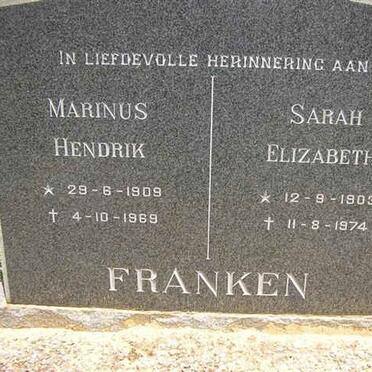 IN LIEFDEVOLLE HERINNERING AAN
MARINUS
HENDRIK
* 29-6-1909
✝ 4-10-1969
SARAH
ELIZABETH
* 12-9-1903
✝ 11-8-1974
FRANKEN